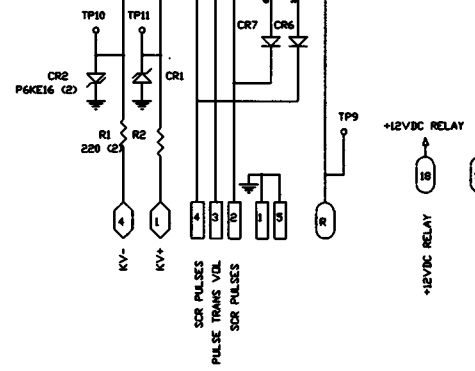 TP10
TP11
CR7
CR6
CR2
P6KE16 (2)
CR1
TP9
+12VDC RELAY
R1
220 (2)
R2
18
4
1
4
3
2
1
5
R
KV-
KV+
SCR PULSES
PULSE TRANS VOL
SCR PULSES
+12VDC RELAY